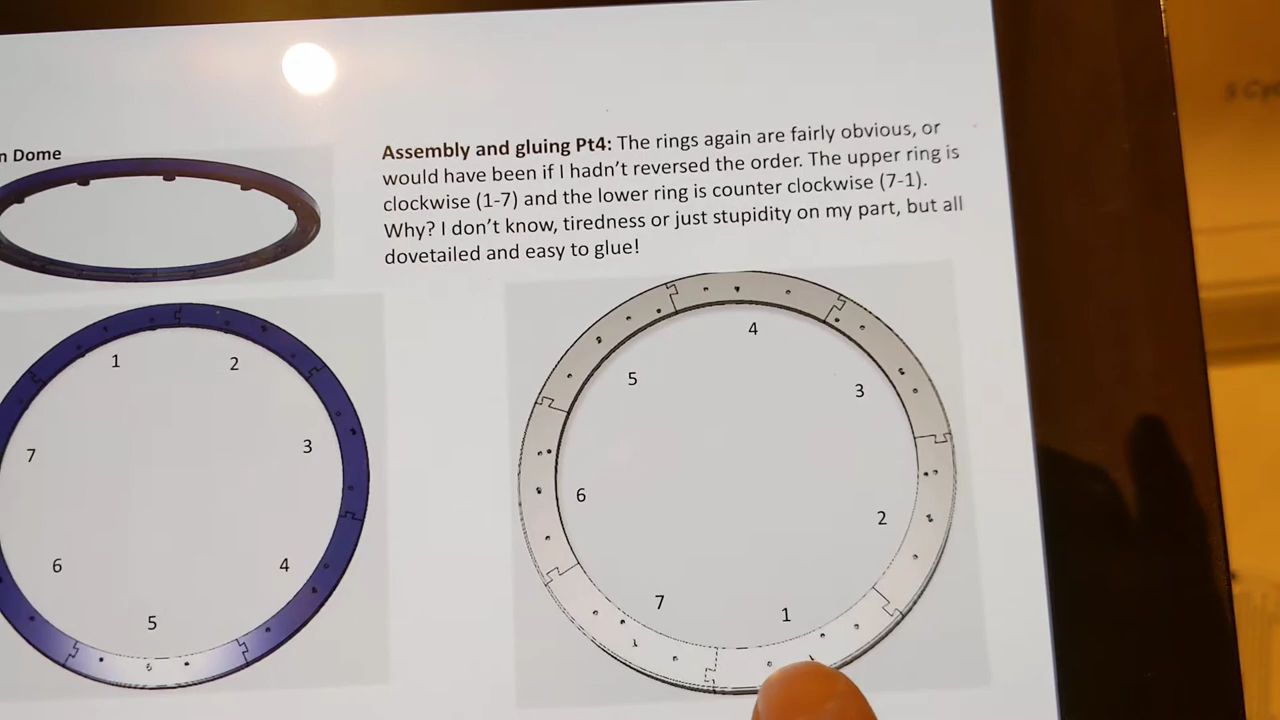 n Dome
Assembly and gluing Pt4: The rings again are fairly obvious, or
would have been if I hadn't reversed the order. The upper ring is
clockwise (1-7) and the lower ring is counter clockwise (7-1).
Why? I don't know, tiredness or just stupidity on my part, but all
dovetailed and easy to glue!
1
2
3
4
5
6
7
4
3
2
1
7
6
5